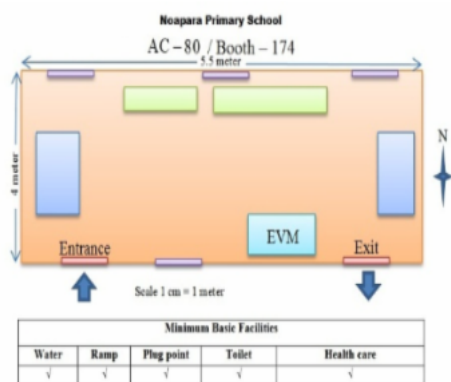 Noapara Primary School
AC – 80 / Booth – 174
5.5 meter
4 meter
N
EVM
Entrance
Exit
Scale 1 cm = 1 meter
Minimum Basic Facilities
Water Ramp Plug point Toilet Health care
√ √ √ √ √